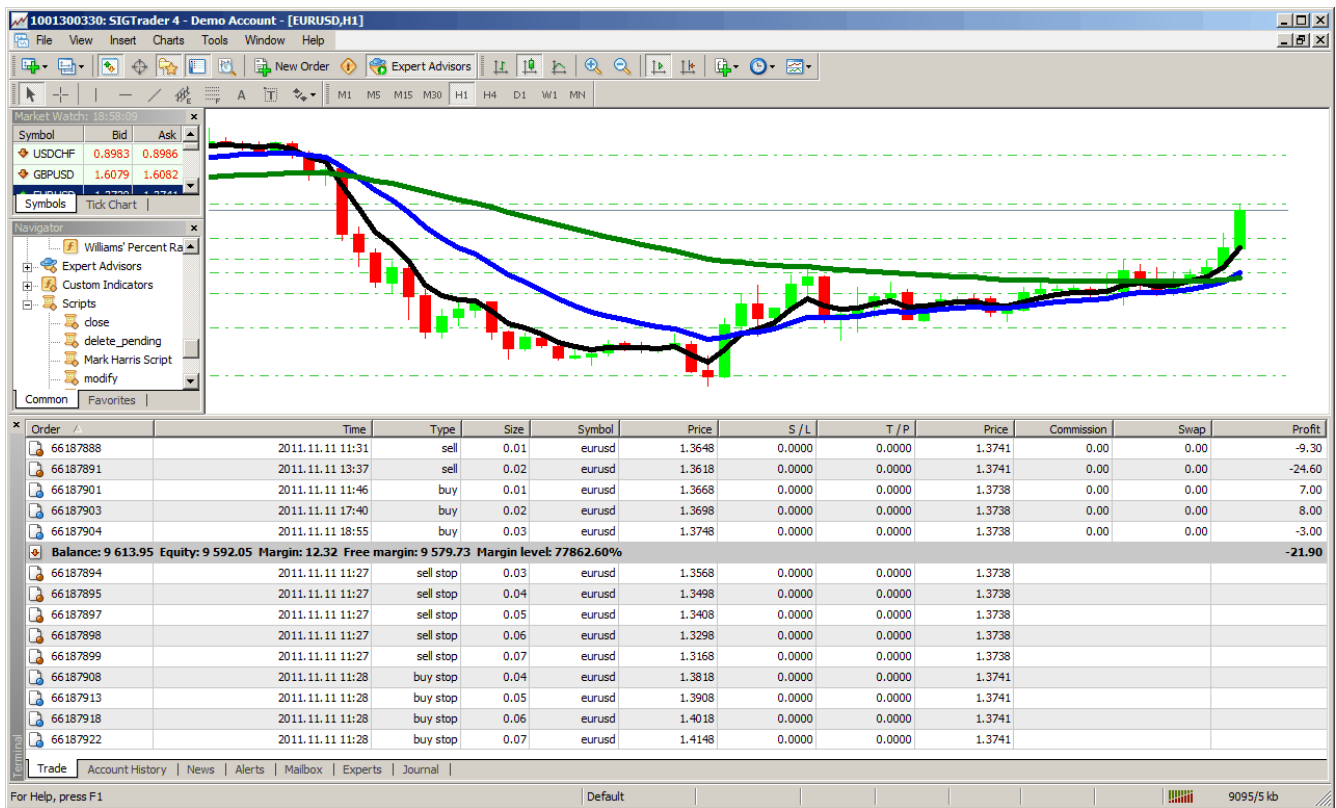 1001300330: SIGTrader 4 - Demo Account - [EURUSD,H1]
File View Insert Charts Tools Window Help
New Order Expert Advisors
A T M1 M5 M15 M30 H1 H4 D1 W1 MN
Market Watch: 18:58:09
Symbol Bid Ask
USDCHF 0.8983 0.8986
GBPUSD 1.6079 1.6082
Symbols Tick Chart
Navigator
Williams' Percent Ra
Expert Advisors
Custom Indicators
Scripts
close
delete_pending
Mark Harris Script
modify
Common Favorites
Order Time Type Size Symbol Price S / L T / P Price Commission Swap Profit
66187888 2011.11.11 11:31 sell 0.01 eurusd 1.3648 0.0000 0.0000 1.3741 0.00 0.00 -9.30
66187891 2011.11.11 13:37 sell 0.02 eurusd 1.3618 0.0000 0.0000 1.3741 0.00 0.00 -24.60
66187901 2011.11.11 11:46 buy 0.01 eurusd 1.3668 0.0000 0.0000 1.3738 0.00 0.00 7.00
66187903 2011.11.11 17:40 buy 0.02 eurusd 1.3698 0.0000 0.0000 1.3738 0.00 0.00 8.00
66187904 2011.11.11 18:55 buy 0.03 eurusd 1.3748 0.0000 0.0000 1.3738 0.00 0.00 -3.00
Balance: 9 613.95 Equity: 9 592.05 Margin: 12.32 Free margin: 9 579.73 Margin level: 77862.60% -21.90
66187894 2011.11.11 11:27 sell stop 0.03 eurusd 1.3568 0.0000 0.0000 1.3738
66187895 2011.11.11 11:27 sell stop 0.04 eurusd 1.3498 0.0000 0.0000 1.3738
66187897 2011.11.11 11:27 sell stop 0.05 eurusd 1.3408 0.0000 0.0000 1.3738
66187898 2011.11.11 11:27 sell stop 0.06 eurusd 1.3298 0.0000 0.0000 1.3738
66187899 2011.11.11 11:27 sell stop 0.07 eurusd 1.3168 0.0000 0.0000 1.3738
66187908 2011.11.11 11:28 buy stop 0.04 eurusd 1.3818 0.0000 0.0000 1.3741
66187913 2011.11.11 11:28 buy stop 0.05 eurusd 1.3908 0.0000 0.0000 1.3741
66187918 2011.11.11 11:28 buy stop 0.06 eurusd 1.4018 0.0000 0.0000 1.3741
66187922 2011.11.11 11:28 buy stop 0.07 eurusd 1.4148 0.0000 0.0000 1.3741
Terminal
Trade Account History News Alerts Mailbox Experts Journal
For Help, press F1 Default 9095/5 kb